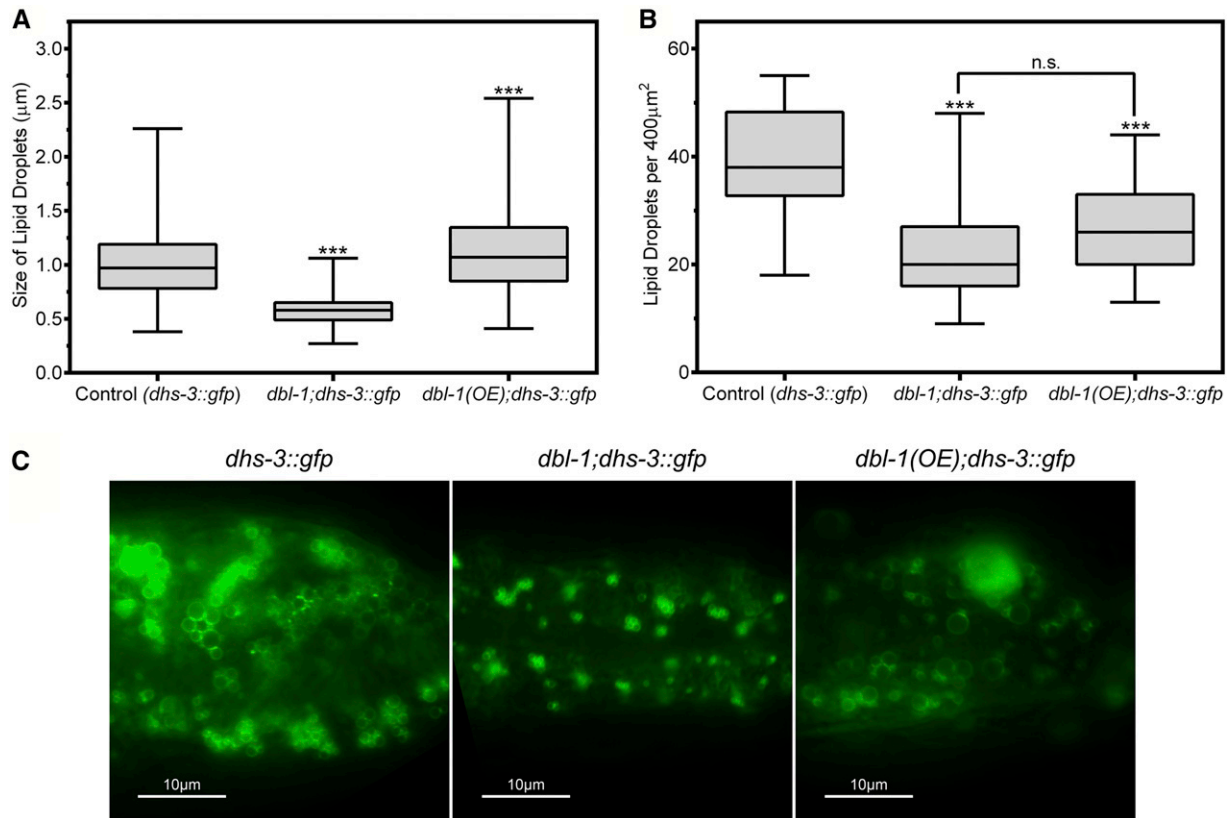 A
Size of Lipid Droplets (µm)
3.0
2.5
2.0
1.5
1.0
0.5
0.0
***
***
Control (dhs-3::gfp)
dbl-1;dhs-3::gfp
dbl-1(OE);dhs-3::gfp
B
Lipid Droplets per 400µm²
60
40
20
0
n.s.
***
***
Control (dhs-3::gfp)
dbl-1;dhs-3::gfp
dbl-1(OE);dhs-3::gfp
C
dhs-3::gfp
dbl-1;dhs-3::gfp
dbl-1(OE);dhs-3::gfp
10µm
10µm
10µm